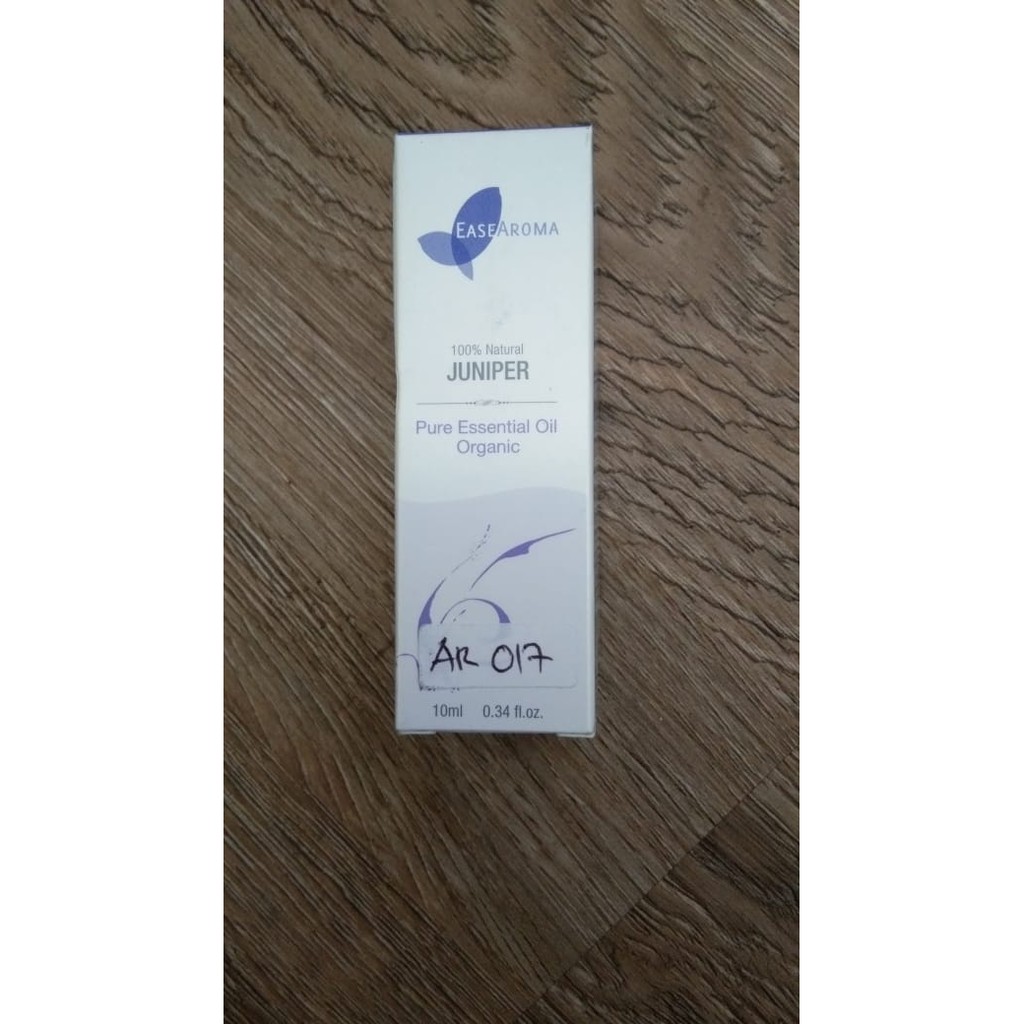 EASEAROMA
100% Natural
JUNIPER
Pure Essential Oil
Organic
AR 017
10ml 0.34 fl.oz.